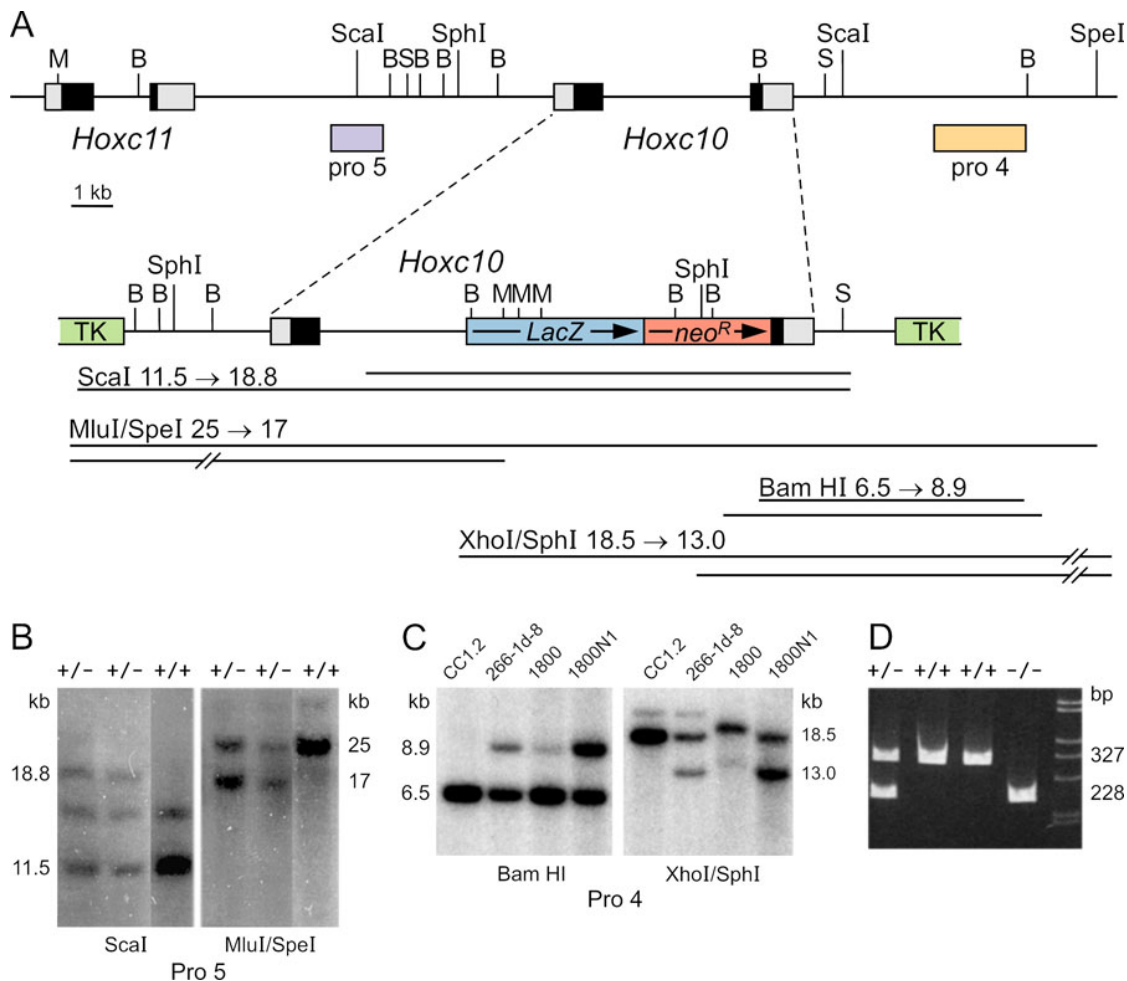 A
ScaI SphI ScaI SpeI
M B B S B B B B S B
Hoxc11 Hoxc10
pro 5 pro 4
1 kb
Hoxc10
SphI SphI
B B B B M M M B B S
TK LacZ neoR TK
ScaI 11.5 → 18.8
MluI/SpeI 25 → 17
Bam HI 6.5 → 8.9
XhoI/SphI 18.5 → 13.0
B
+/- +/- +/+ +/- +/- +/+
kb kb
18.8
11.5
25
17
ScaI MluI/SpeI
Pro 5
C
CC1.2 266-1d-8 1800 1800N1 CC1.2 266-1d-8 1800 1800N1
kb kb
8.9
6.5
18.5
13.0
Bam HI XhoI/SphI
Pro 4
D
+/- +/+ +/+ -/-
bp
327
228